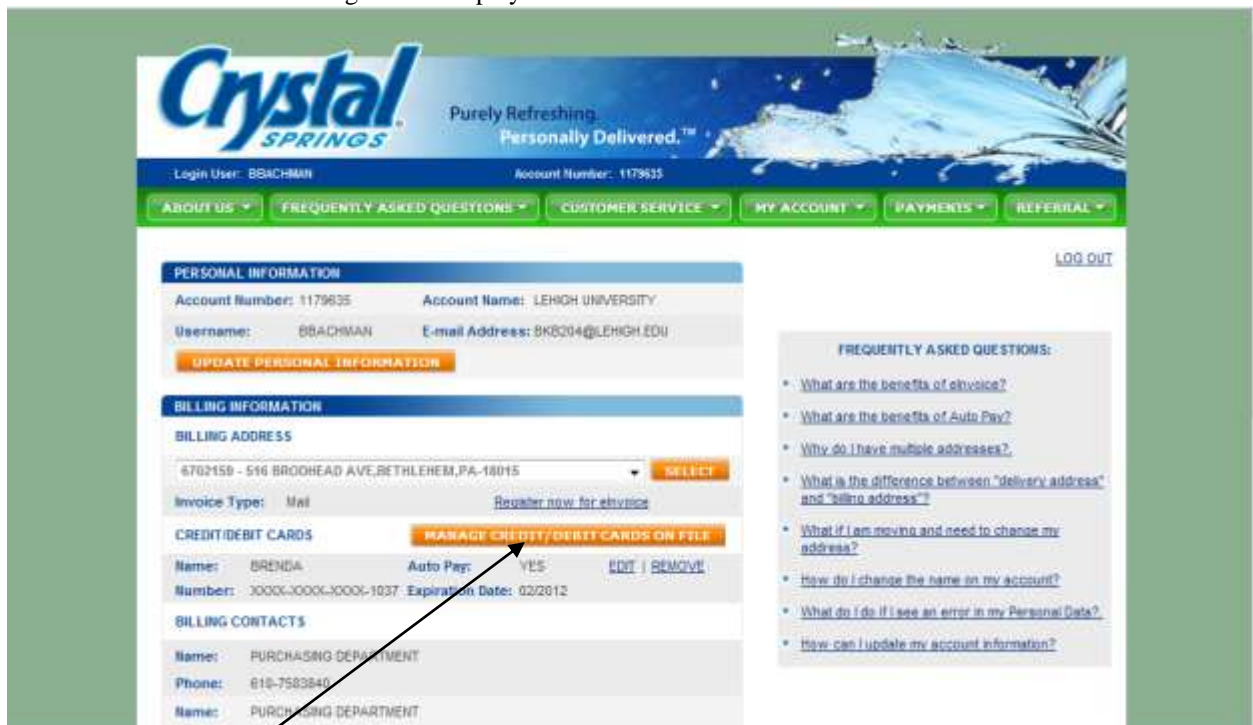 Crystal
SPRINGS
Purely Refreshing.
Personally Delivered.™
Login User: BBACHMAN Account Number: 1179635
ABOUT US FREQUENTLY ASKED QUESTIONS CUSTOMER SERVICE MY ACCOUNT PAYMENTS REFERRAL
LOG OUT
PERSONAL INFORMATION
Account Number: 1179635 Account Name: LEHIGH UNIVERSITY
Username: BBACHMAN E-mail Address: BKB204@LEHIGH.EDU
UPDATE PERSONAL INFORMATION
BILLING INFORMATION
BILLING ADDRESS
6702159 - 516 BRODHEAD AVE,BETHLEHEM,PA-18015 SELECT
Invoice Type: Mail Register now for eInvoice
CREDIT/DEBIT CARDS MANAGE CREDIT/DEBIT CARDS ON FILE
Name: BRENDA Auto Pay: YES EDIT | REMOVE
Number: XXXX-XXXX-XXXX-1037 Expiration Date: 02/2012
BILLING CONTACTS
Name: PURCHASING DEPARTMENT
Phone: 610-7583840
Name: PURCHASING DEPARTMENT
FREQUENTLY ASKED QUESTIONS:
• What are the benefits of eInvoice?
• What are the benefits of Auto Pay?
• Why do I have multiple addresses?.
• What is the difference between "delivery address"
and "billing address"?
• What if I am moving and need to change my
address?
• How do I change the name on my account?
• What do I do if I see an error in my Personal Data?.
• How can I update my account information?